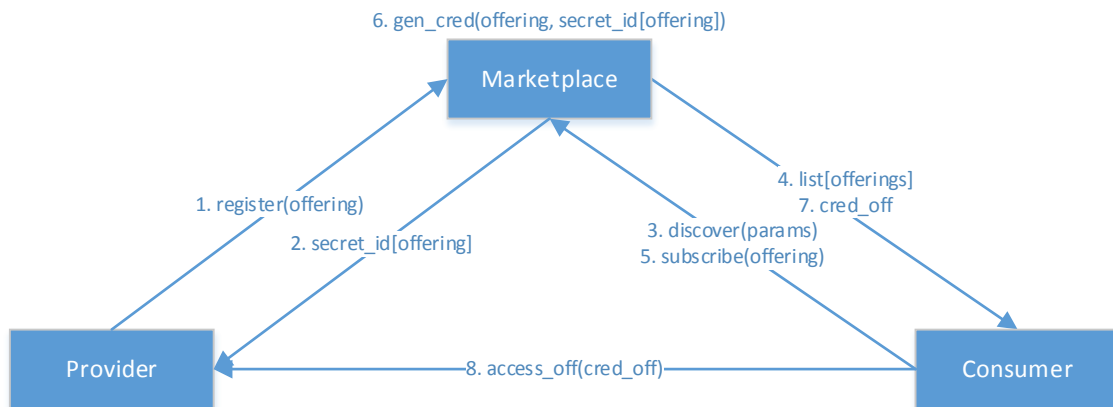 6. gen_cred(offering, secret_id[offering])
Marketplace
4. list[offerings]
1. register(offering)
7. cred_off
3. discover(params)
2. secret_id[offering]
5. subscribe(offering)
Provider
8. access_off(cred_off)
Consumer